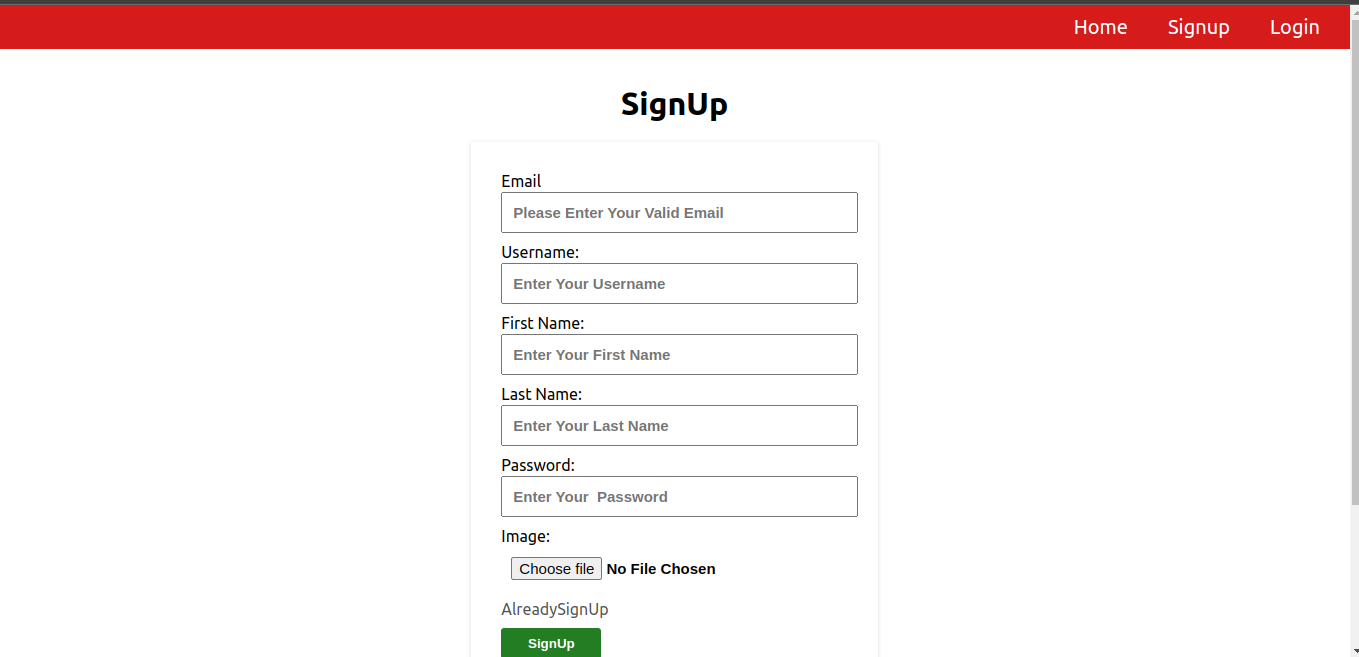 Home Signup Login
SignUp
Email
Please Enter Your Valid Email
Username:
Enter Your Username
First Name:
Enter Your First Name
Last Name:
Enter Your Last Name
Password:
Enter Your  Password
Image:
Choose file No File Chosen
AlreadySignUp
SignUp